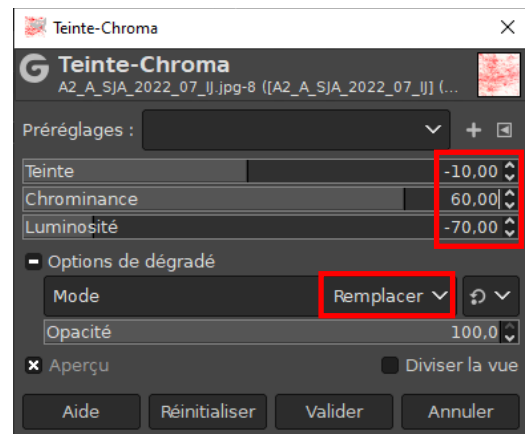 Teinte-Chroma
Teinte-Chroma
A2_A_SJA_2022_07_IJ.jpg-8 ([A2_A_SJA_2022_07_IJ] (...
Préréglages :
Teinte -10,00
Chrominance 60,00
Luminosité -70,00
Options de dégradé
Mode Remplacer
Opacité 100,0
Aperçu Diviser la vue
Aide Réinitialiser Valider Annuler